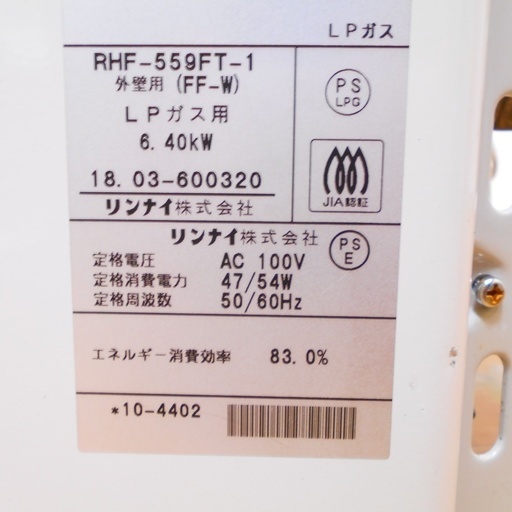 LPガス
RHF-559FT-1
外壁用 (FF-W)
LPガス用
6.40kW
18.03-600320
リンナイ株式会社
PS
LPG
JIA認証
リンナイ株式会社
PS
E
定格電圧 AC 100V
定格消費電力 47/54W
定格周波数 50/60Hz
エネルギー消費効率 83.0%
*10-4402